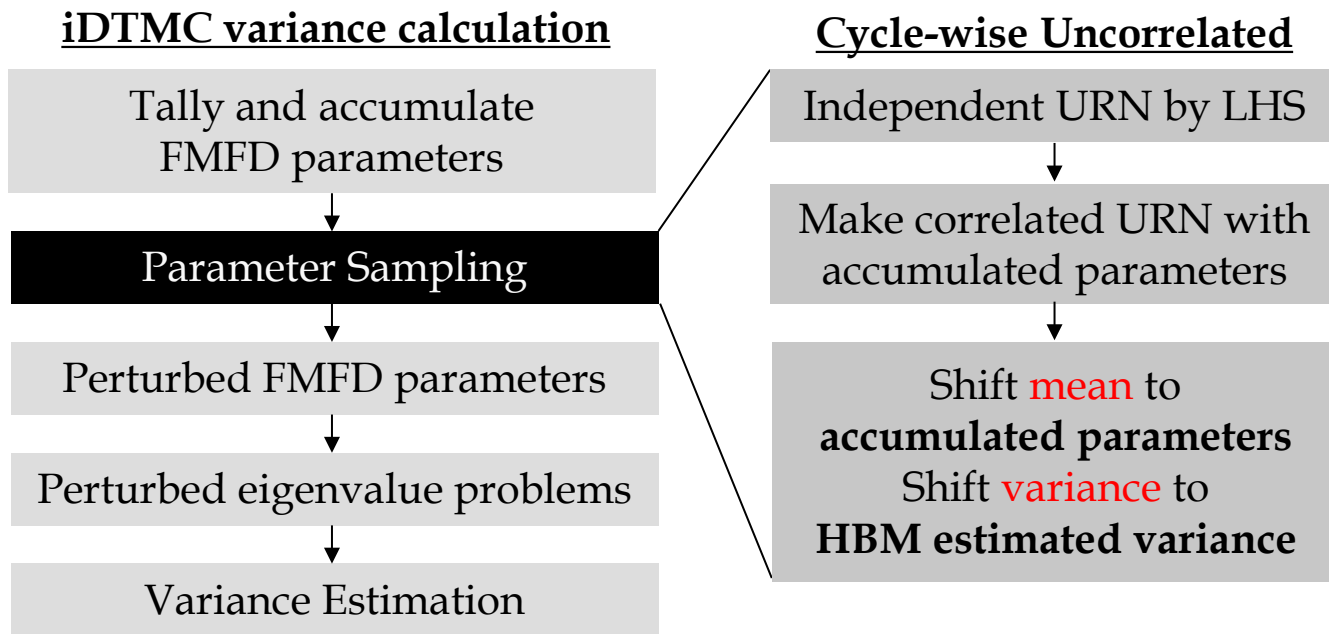 iDTMC variance calculation
Tally and accumulate
FMFD parameters
Parameter Sampling
Perturbed FMFD parameters
Perturbed eigenvalue problems
Variance Estimation
Cycle-wise Uncorrelated
Independent URN by LHS
Make correlated URN with
accumulated parameters
Shift mean to
accumulated parameters
Shift variance to
HBM estimated variance